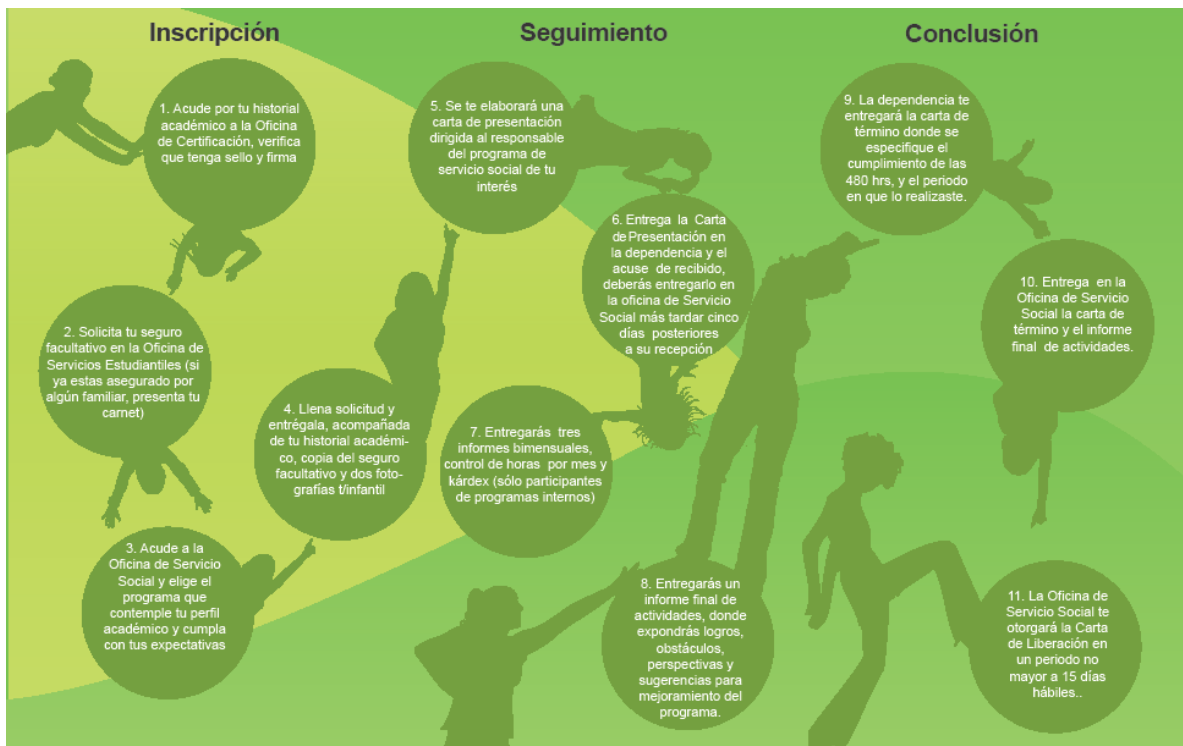 Inscripción
Seguimiento
Conclusión
1. Acude por tu historial
académico a la Oficina
de Certificación, verifica
que tenga sello y firma
2. Solicita tu seguro
facultativo en la Oficina de
Servicios Estudiantiles (si
ya estas asegurado por
algún familiar, presenta tu
carnet)
3. Acude a la
Oficina de Servicio
Social y elige el
programa que
contemple tu perfil
académico y cumpla
con tus expectativas
4. Llena solicitud y
entrégala, acompañada
de tu historial académi-
co, copia del seguro
facultativo y dos foto-
grafías t/infantil
5. Se te elaborará una
carta de presentación
dirigida al responsable
del programa de
servicio social de tu
interés
6. Entrega la Carta
de Presentación en
la dependencia y el
acuse de recibido,
deberás entregarlo en
la oficina de Servicio
Social más tardar cinco
días posteriores
a su recepción
7. Entregarás tres
informes bimensuales,
control de horas por mes y
kárdex (sólo participantes
de programas internos)
8. Entregarás un
informe final de
actividades, donde
expondrás logros,
obstáculos,
perspectivas y
sugerencias para
mejoramiento del
programa.
9. La dependencia te
entregará la carta de
término donde se
especifique el
cumplimiento de las
480 hrs, y el periodo
en que lo realizaste.
10. Entrega en la
Oficina de Servicio
Social la carta de
término y el informe
final de actividades.
11. La Oficina de
Servicio Social te
otorgará la Carta
de Liberación en
un periodo no
mayor a 15 días
hábiles..